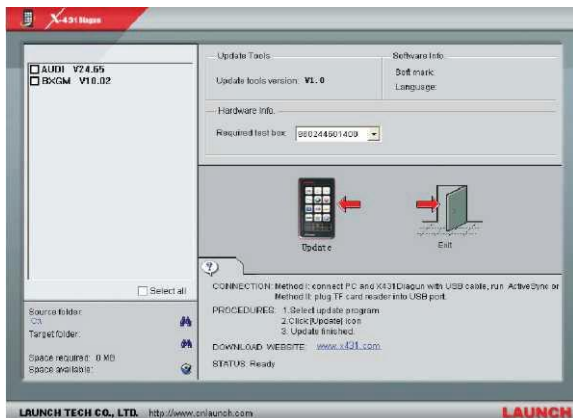 X-431 Diagun
AUDI V24.65
BXGM V10.02
Select all
Source folder:
C:\
Target folder:
Space required: 0 MB
Space available:
Update Tools
Update tools version: V1.0
Software Info.
Soft mark:
Language:
Hardware Info.
Required test box: 980244601400
Update
Exit
CONNECTION: Method I: connect PC and X431Diagun with USB cable, run ActiveSync or
Method II: plug TF card reader into USB port.
PROCEDURES: 1.Select update program
2.Click[Update] icon
3. Update finished.
DOWNLOAD WEBSITE: www.x431.com
STATUS: Ready
LAUNCH TECH CO., LTD. http://www.cnlaunch.com
LAUNCH